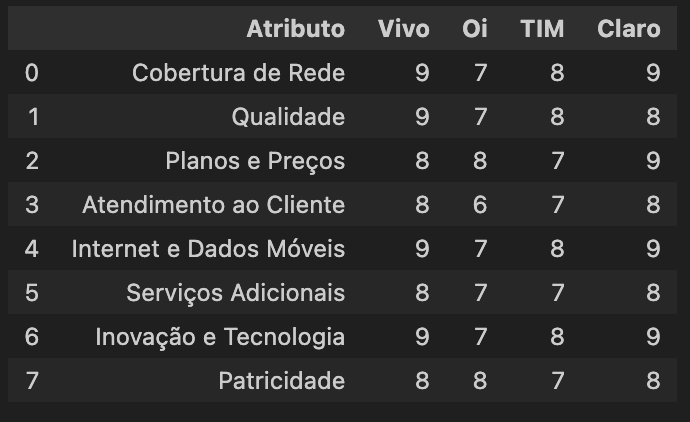 Atributo Vivo Oi TIM Claro
0 Cobertura de Rede 9 7 8 9
1 Qualidade 9 7 8 8
2 Planos e Preços 8 8 7 9
3 Atendimento ao Cliente 8 6 7 8
4 Internet e Dados Móveis 9 7 8 9
5 Serviços Adicionais 8 7 7 8
6 Inovação e Tecnologia 9 7 8 9
7 Patricidade 8 8 7 8